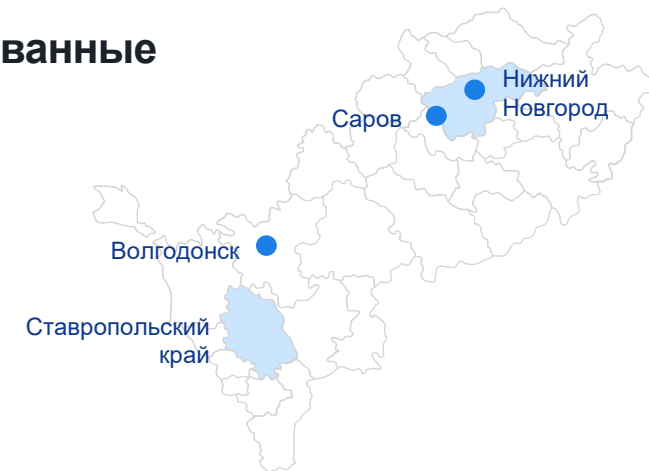 ванные
Нижний
Новгород
Саров
Волгодонск
Ставропольский
край